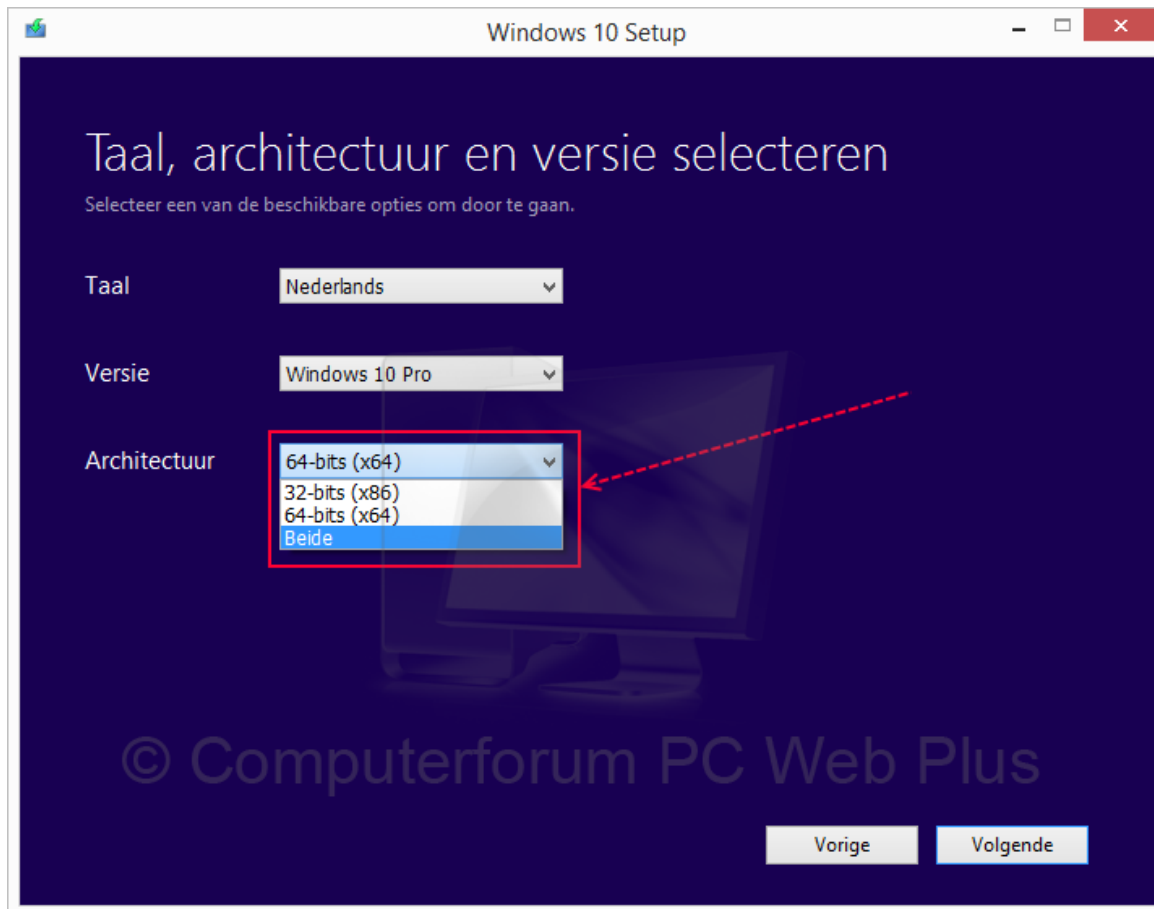 Windows 10 Setup
Taal, architectuur en versie selecteren
Selecteer een van de beschikbare opties om door te gaan.
Taal Nederlands
Versie Windows 10 Pro
Architectuur 64-bits (x64)
32-bits (x86)
64-bits (x64)
Beide
© Computerforum PC Web Plus
Vorige Volgende